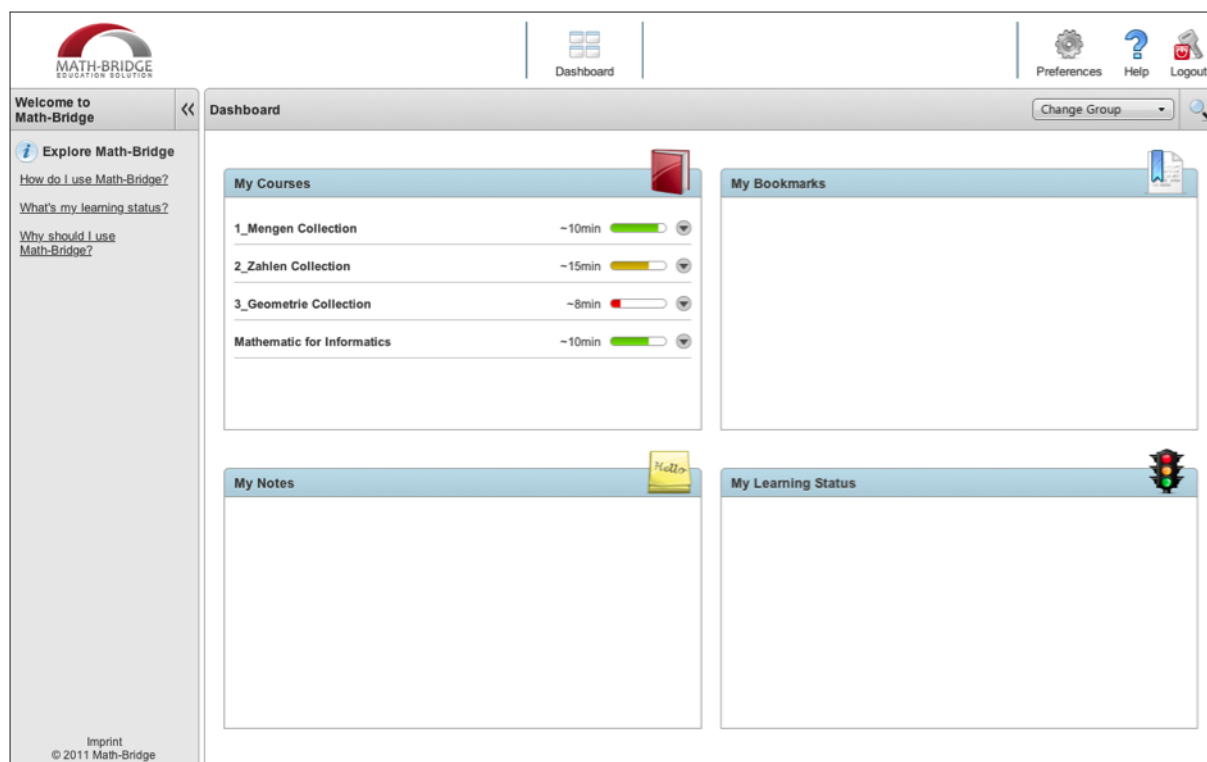 MATH-BRIDGE
EDUCATION SOLUTION
Dashboard
Preferences
Help
Logout
Welcome to
Math-Bridge
Dashboard
Change Group
Explore Math-Bridge
How do I use Math-Bridge?
What's my learning status?
Why should I use
Math-Bridge?
My Courses
1_Mengen Collection ~10min
2_Zahlen Collection ~15min
3_Geometrie Collection ~8min
Mathematic for Informatics ~10min
My Bookmarks
My Notes
Hello
My Learning Status
Imprint
© 2011 Math-Bridge